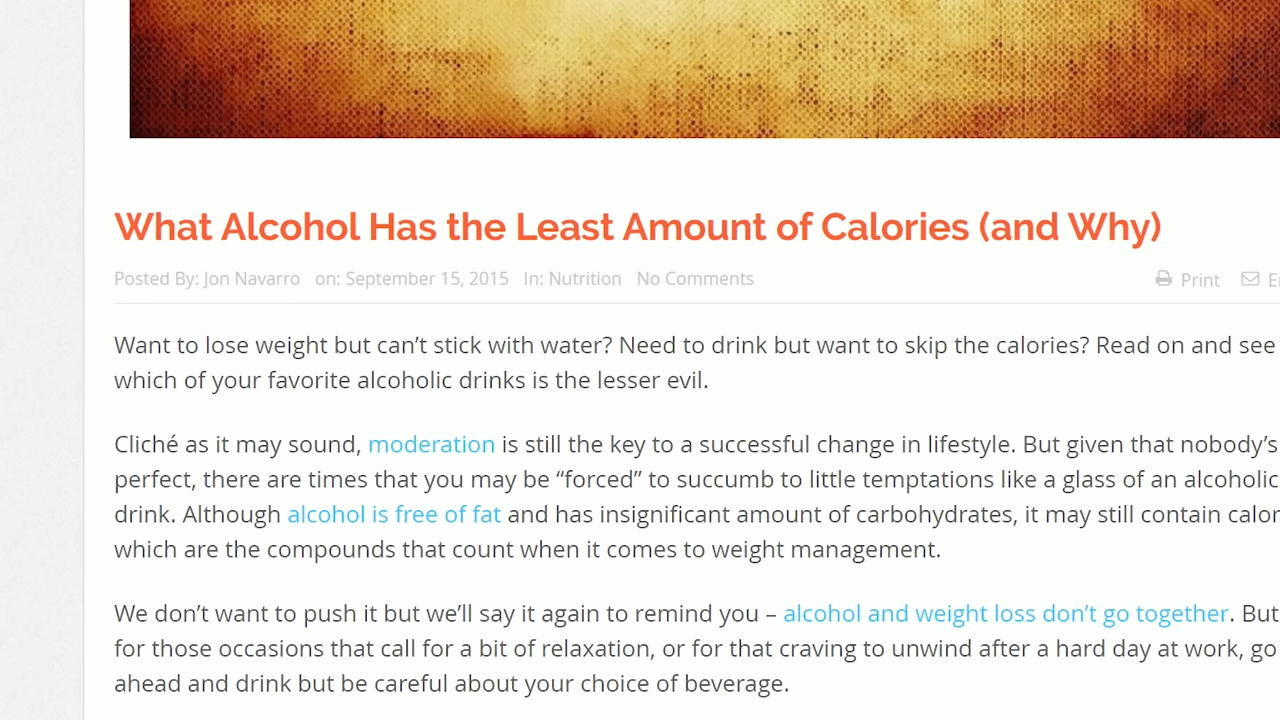 What Alcohol Has the Least Amount of Calories (and Why)
Posted By: Jon Navarro on: September 15, 2015 In: Nutrition No Comments Print
Want to lose weight but can’t stick with water? Need to drink but want to skip the calories? Read on and see
which of your favorite alcoholic drinks is the lesser evil.
Cliché as it may sound, moderation is still the key to a successful change in lifestyle. But given that nobody’s
perfect, there are times that you may be “forced” to succumb to little temptations like a glass of an alcoholic
drink. Although alcohol is free of fat and has insignificant amount of carbohydrates, it may still contain
which are the compounds that count when it comes to weight management.
We don’t want to push it but we’ll say it again to remind you – alcohol and weight loss don’t go together. But
for those occasions that call for a bit of relaxation, or for that craving to unwind after a hard day at work, go
ahead and drink but be careful about your choice of beverage.